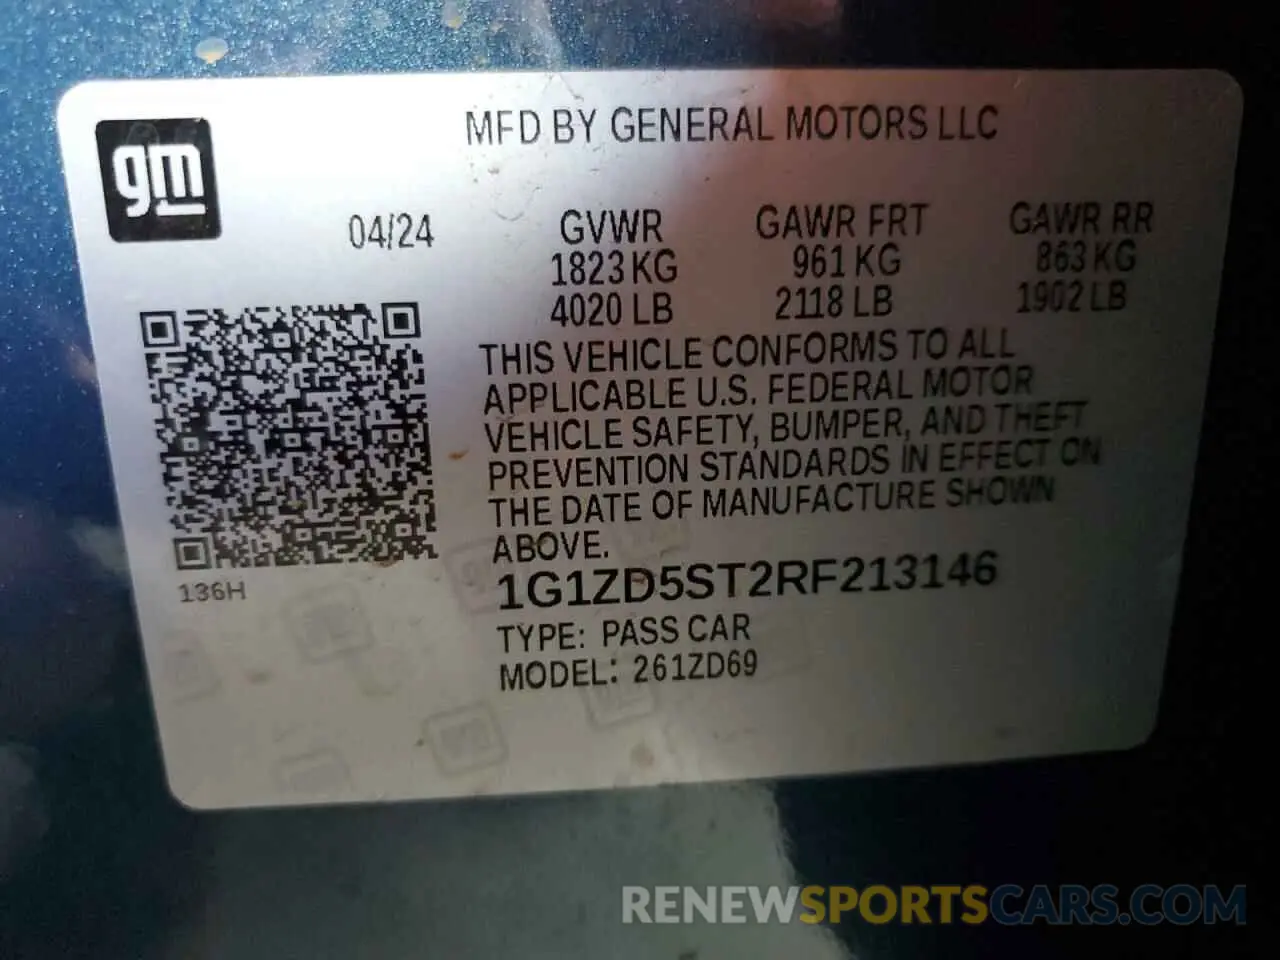 MFD BY GENERAL MOTORS LLC
gm
04/24
GVWR
1823 KG
4020 LB
GAWR FRT
961 KG
2118 LB
GAWR RR
863 KG
1902 LB
THIS VEHICLE CONFORMS TO ALL
APPLICABLE U.S. FEDERAL MOTOR
VEHICLE SAFETY, BUMPER, AND THEFT
PREVENTION STANDARDS IN EFFECT ON
THE DATE OF MANUFACTURE SHOWN
ABOVE.
136H
1G1ZD5ST2RF213146
TYPE: PASS CAR
MODEL: 261ZD69
RENEWSPORTSCARS.COM